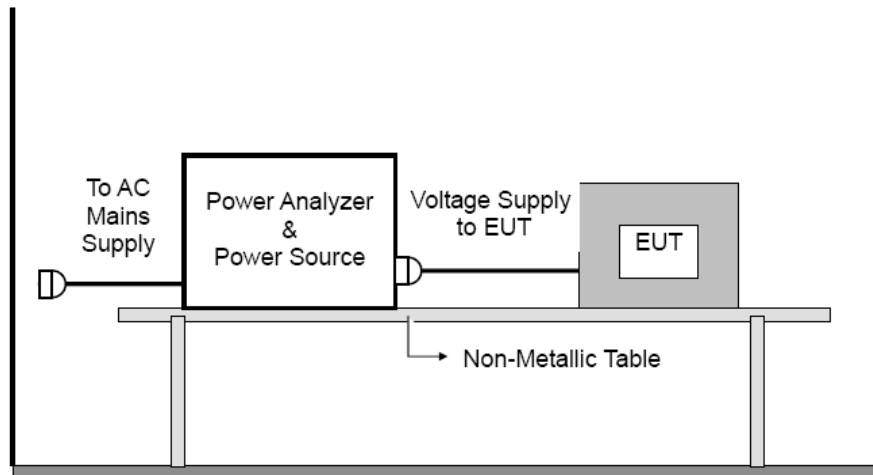 To AC
Mains
Supply
Power Analyzer
&
Power Source
Voltage Supply
to EUT
EUT
Non-Metallic Table